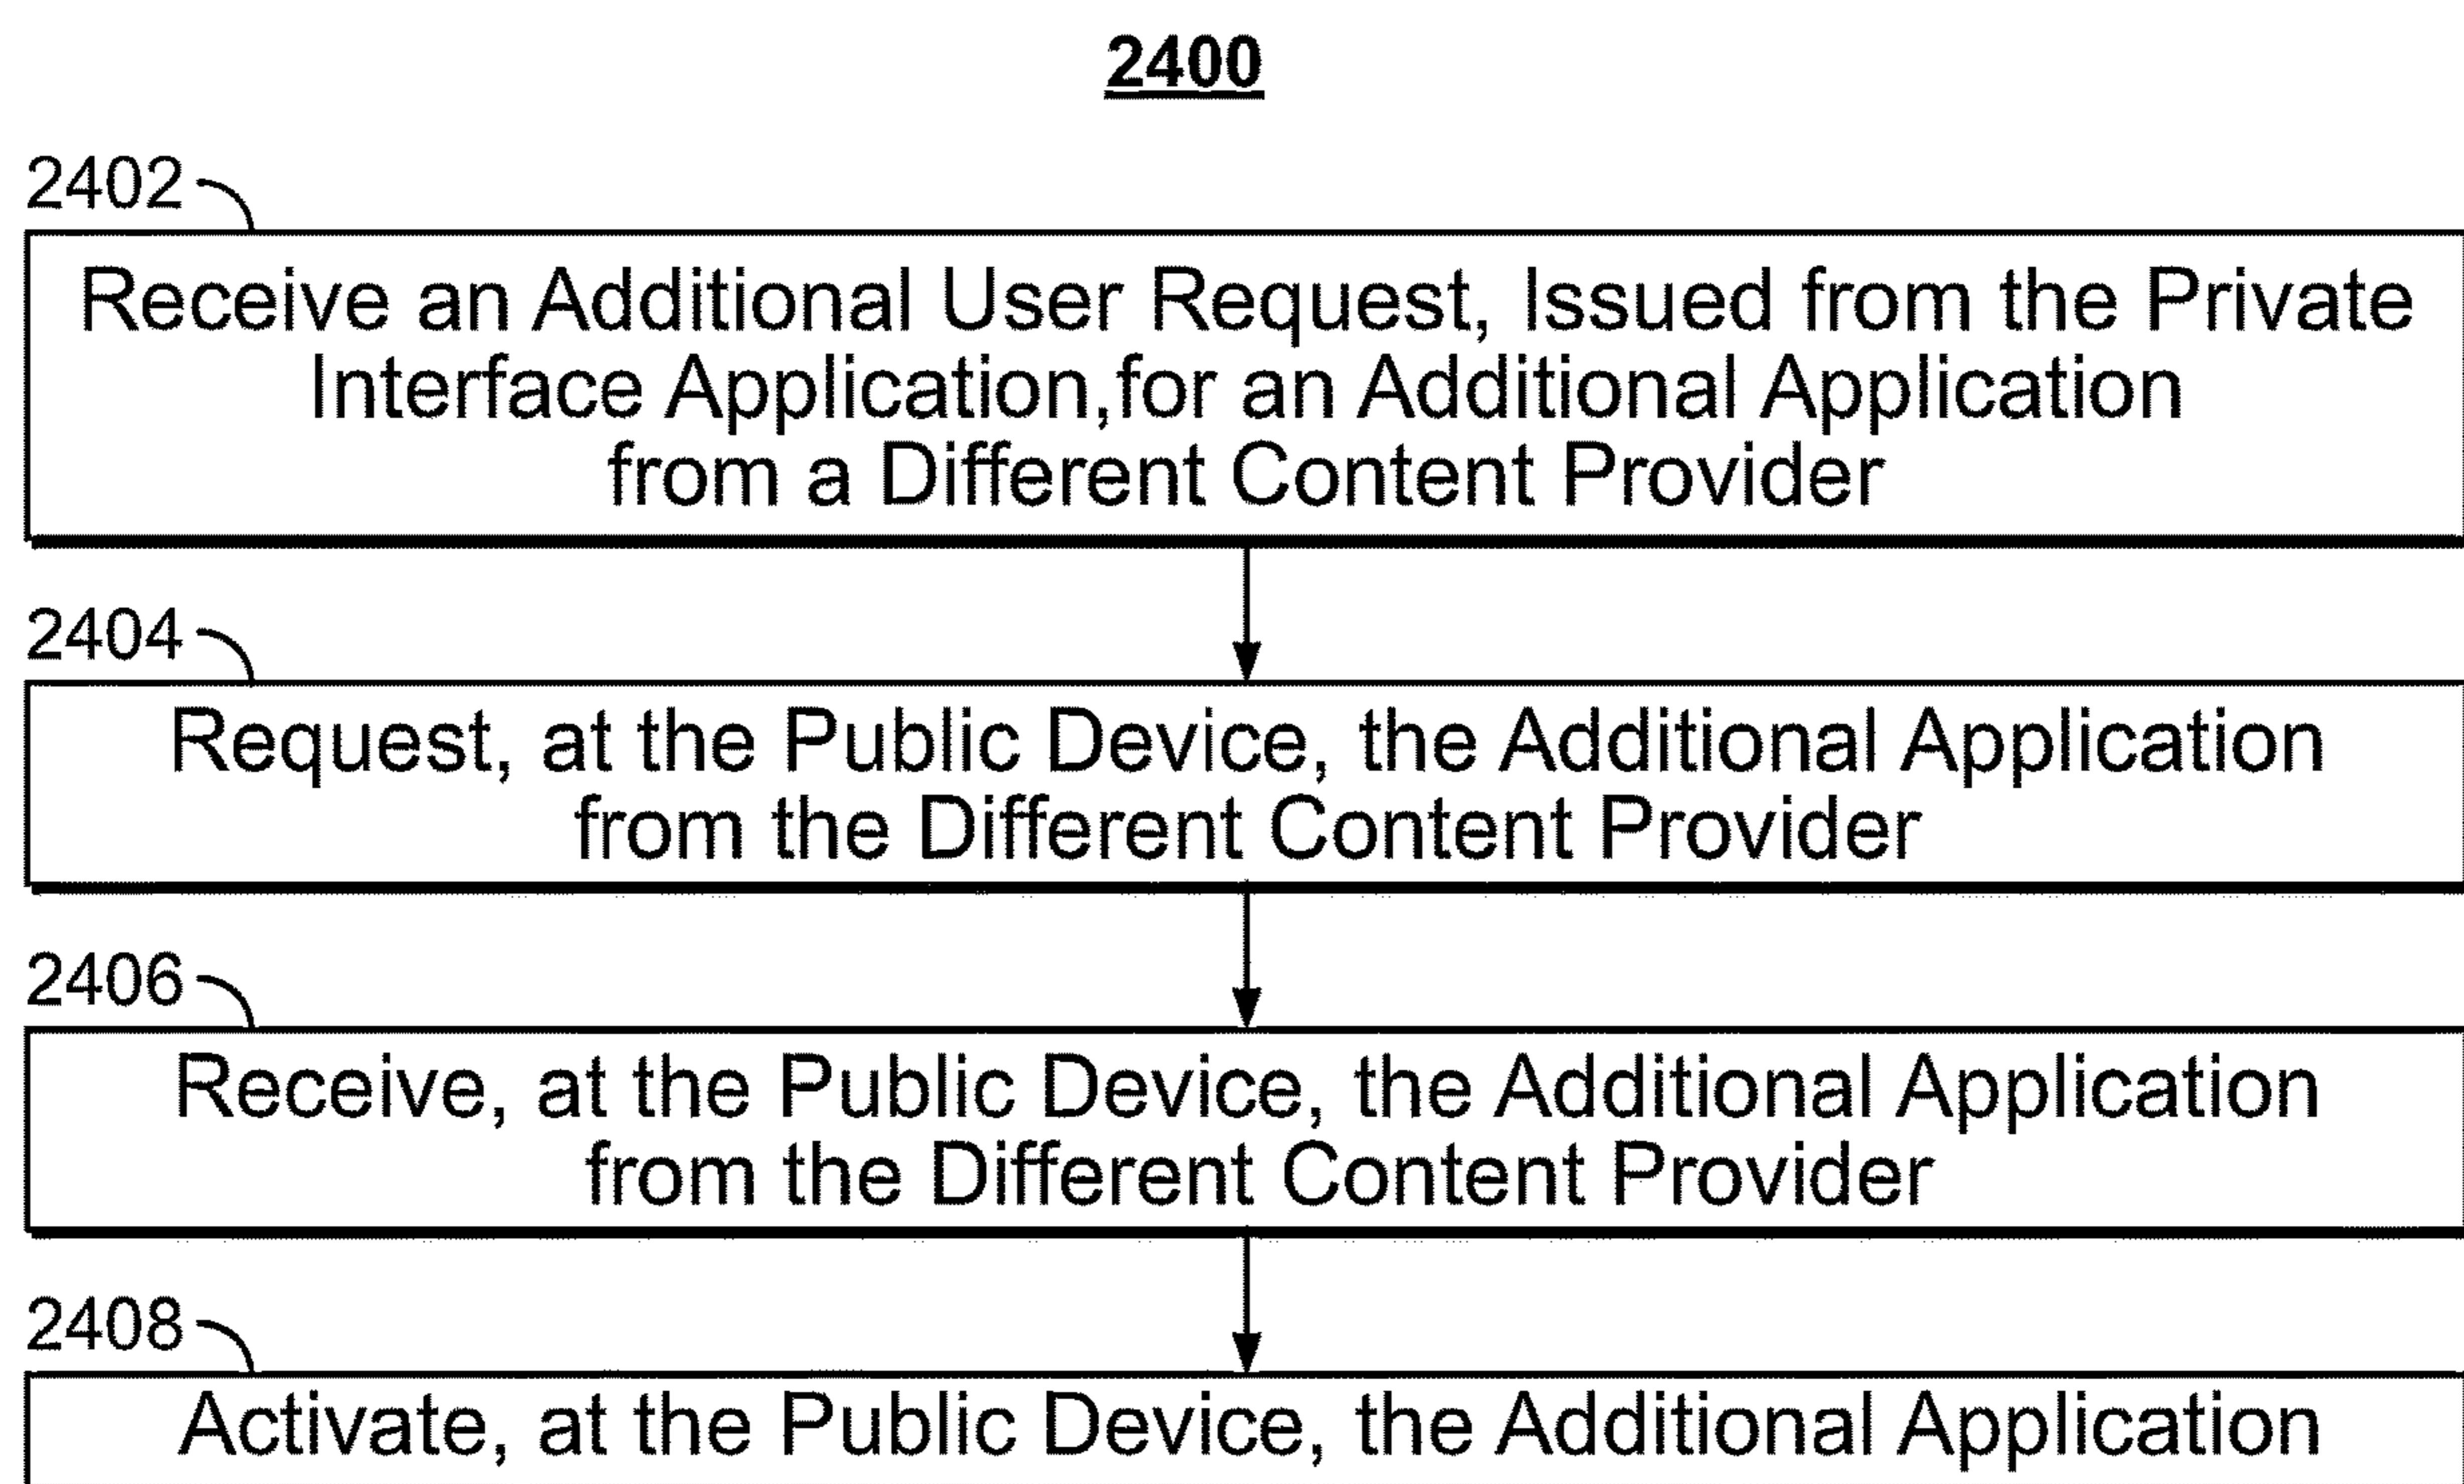 2400
2402
Receive an Additional User Request, Issued from the Private
Interface Application,for an Additional Application
from a Different Content Provider
2404
Request, at the Public Device, the Additional Application
from the Different Content Provider
2406
Receive, at the Public Device, the Additional Application
from the Different Content Provider
2408
Activate, at the Public Device, the Additional Application